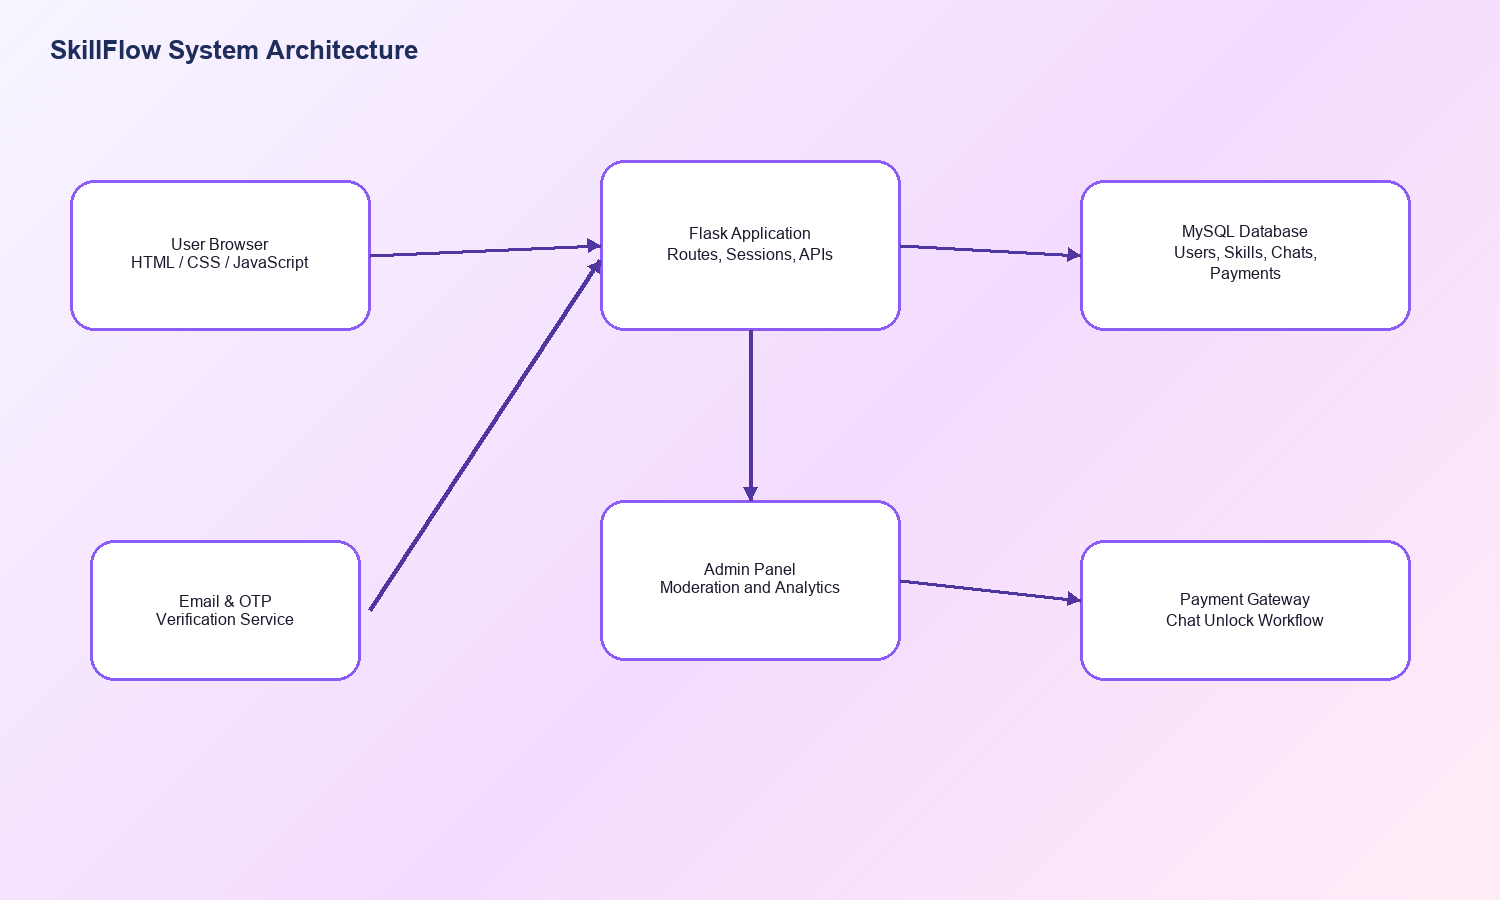 SkillFlow System Architecture
User Browser
HTML / CSS / JavaScript
Flask Application
Routes, Sessions, APIs
MySQL Database
Users, Skills, Chats,
Payments
Email & OTP
Verification Service
Admin Panel
Moderation and Analytics
Payment Gateway
Chat Unlock Workflow